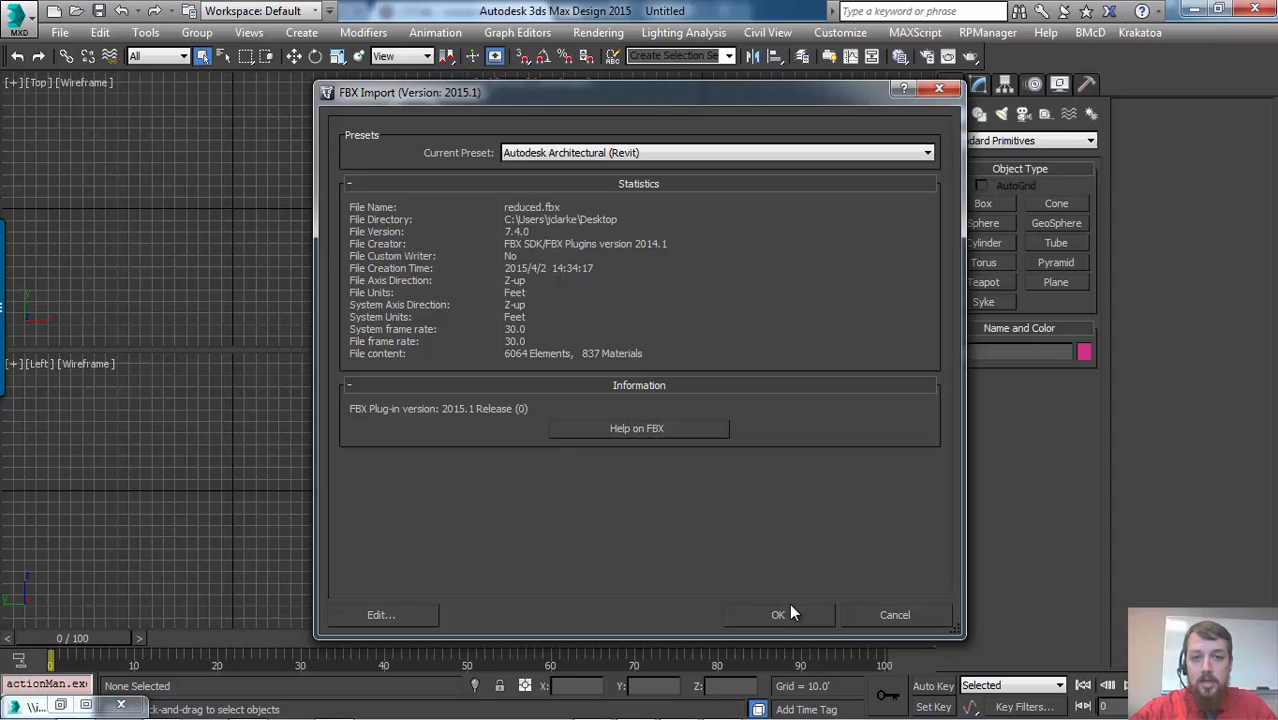 Workspace: Default
Autodesk 3ds Max Design 2015 Untitled
Type a keyword or phrase
MXD
File Edit Tools Group Views Create Modifiers Animation Graph Editors Rendering Lighting Analysis Civil View Customize MAXScript RPManager BMcD Krakatoa
All View Create Selection Se
[+] [Top] [Wireframe]
FBX Import (Version: 2015.1)
Presets
Current Preset: Autodesk Architectural (Revit)
Statistics
File Name: reduced.fbx
File Directory: C:\Users\jclarke\Desktop
File Version: 7.4.0
File Creator: FBX SDK/FBX Plugins version 2014.1
File Custom Writer: No
File Creation Time: 2015/4/2 14:34:17
File Axis Direction: Z-up
File Units: Feet
System Axis Direction: Z-up
System Units: Feet
System frame rate: 30.0
File frame rate: 30.0
File content: 6064 Elements, 837 Materials
Information
FBX Plug-in version: 2015.1 Release (0)
Help on FBX
Edit... OK Cancel
dard Primitives
Object Type
AutoGrid
Box Cone
Sphere GeoSphere
Cylinder Tube
Torus Pyramid
Teapot Plane
Syke
Name and Color
y
[+] [Left] [Wireframe]
z
y
0 / 100
0 10 20 30 40 50 60 70 80 90 100
actionMan.ex None Selected X: Y: Z: Grid = 10.0' Auto Key Selected
\\i ck-and-drag to select objects Add Time Tag Set Key Key Filters... 0